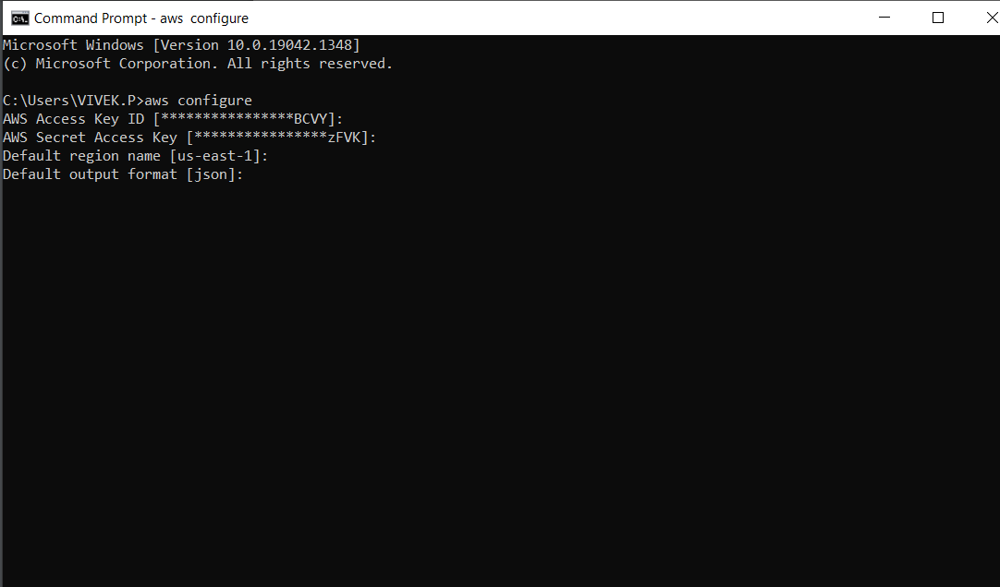 Command Prompt - aws  configure
Microsoft Windows [Version 10.0.19042.1348]
(c) Microsoft Corporation. All rights reserved.
C:\Users\VIVEK.P>aws configure
AWS Access Key ID [****************BCVY]:
AWS Secret Access Key [****************zFVK]:
Default region name [us-east-1]:
Default output format [json]: